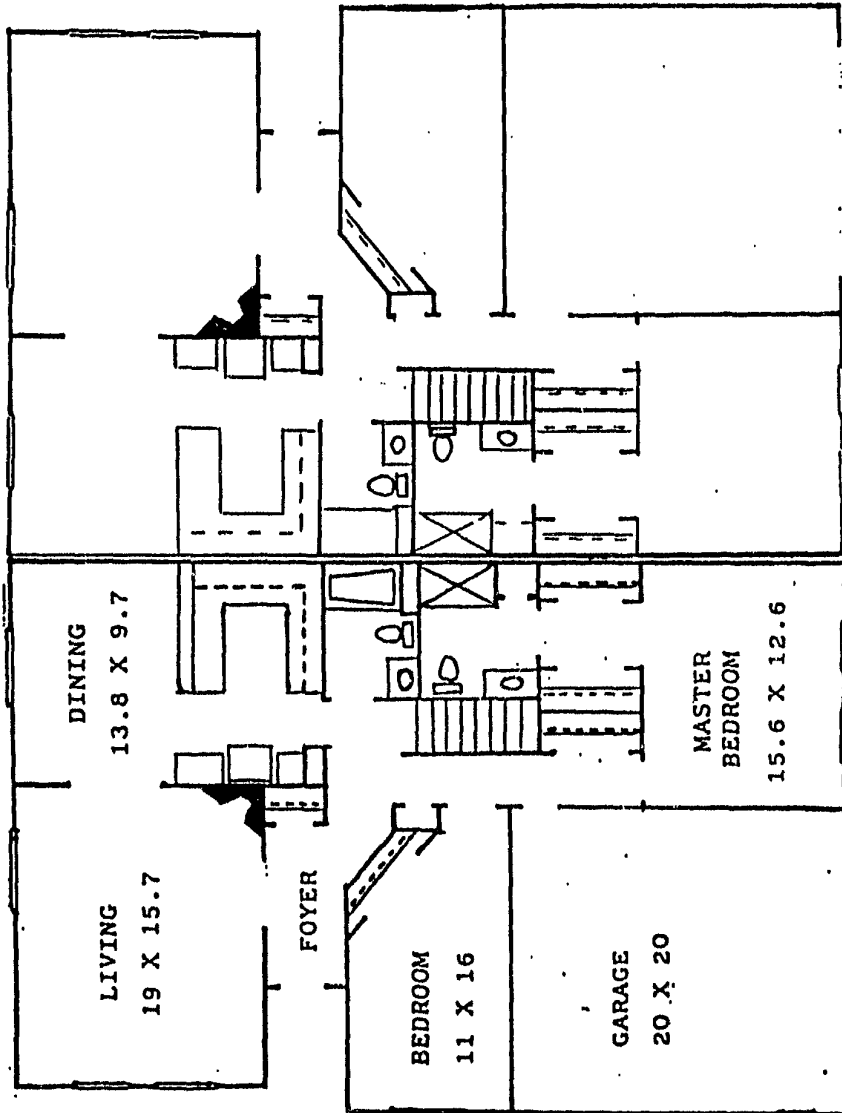 DINING
13.8 X 9.7
LIVING
19 X 15.7
FOYER
MASTER
BEDROOM
15.6 X 12.6
BEDROOM
11 X 16
GARAGE
20 X 20